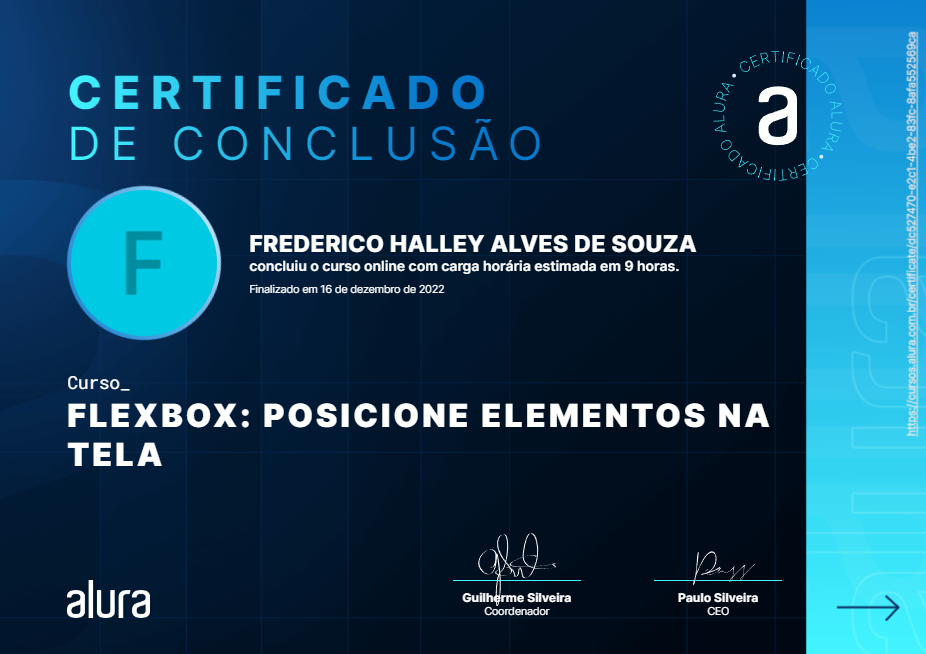 CERTIFICADO
DE CONCLUSÃO
CERTIFICADO ALURA • CERTIFICADO ALURA •
a
F
FREDERICO HALLEY ALVES DE SOUZA
concluiu o curso online com carga horária estimada em 9 horas.
Finalizado em 16 de dezembro de 2022
Curso_
FLEXBOX: POSICIONE ELEMENTOS NA
TELA
alura
Guilherme Silveira
Coordenador
Paulo Silveira
CEO
https://cursos.alura.com.br/certificate/dc527470-e2c1-4be2-83fc-8afa552569ca
alura